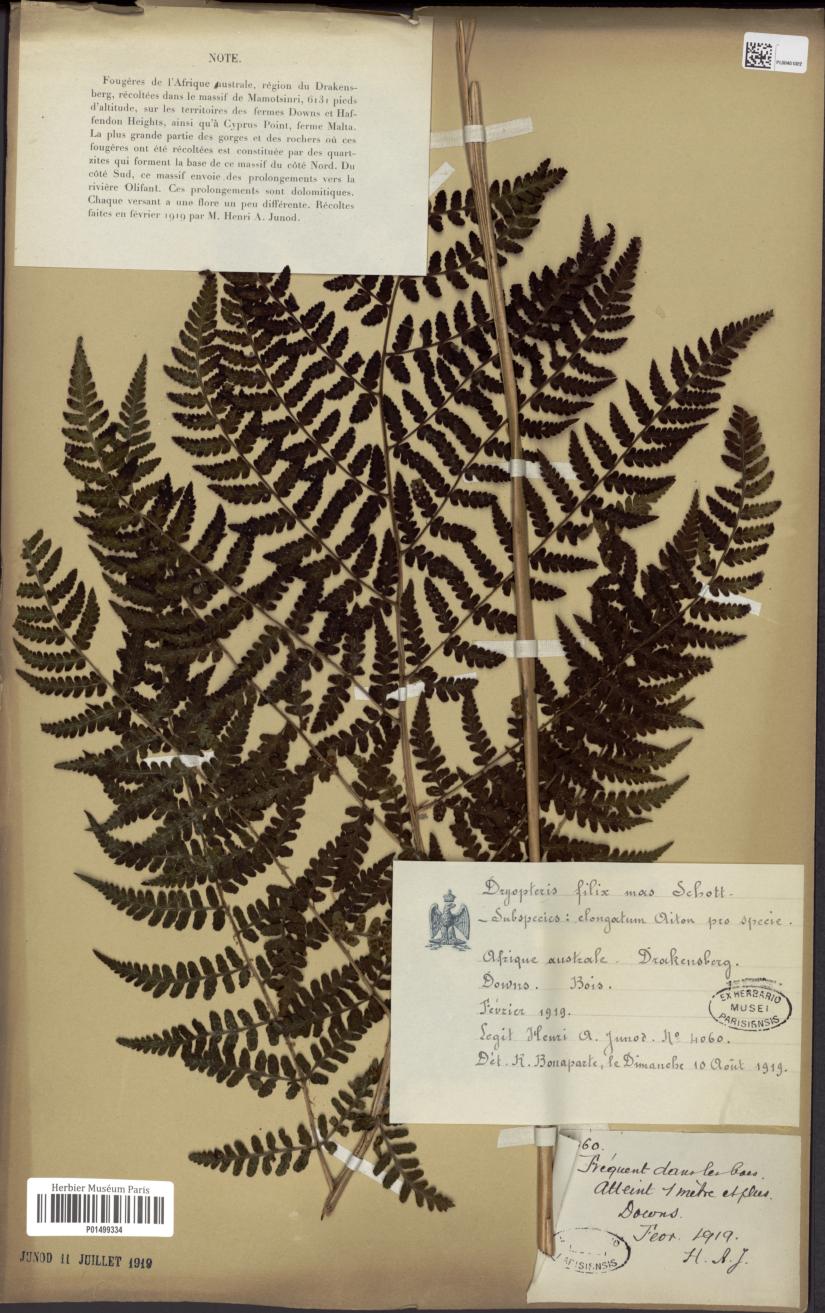 NOTE.
Fougères de l'Afrique australe, région du Drakens-
berg, récoltées dans le massif de Mamotsinri, 6131 pieds
d'altitude, sur les territoires des fermes Downs et Haf-
fendon Heights, ainsi qu'à Cyprus Point, ferme Malta.
La plus grande partie des gorges et des rochers où ces
fougères ont été récoltées est constituée par des quart-
zites qui forment la base de ce massif du côté Nord. Du
côté Sud, ce massif envoie des prolongements vers la
rivière Olifant. Ces prolongements sont dolomitiques.
Chaque versant a une flore un peu différente. Récoltes
faites en février 1919 par M. Henri A. Junod.
Dryopteris filix mas Schott-
-Subspecies: elongatum Aiton pro specie.
Afrique australe. Drakensberg.
Downs. Bois.
Février 1919.
Legit Henri A. Junod. No 4060.
Dét. R. Bonaparte, le Dimanche 10 Août 1919.
EX HERBARIO
MUSEI
PARISIENSIS
60.
Fréquent dans les bois.
Atteint 1 mètre et plus.
Downs.
Fevr. 1919.
H. A. J.
PARISIENSIS
Herbier Muséum Paris
P01499334
JUNOD 11 JUILLET 1919